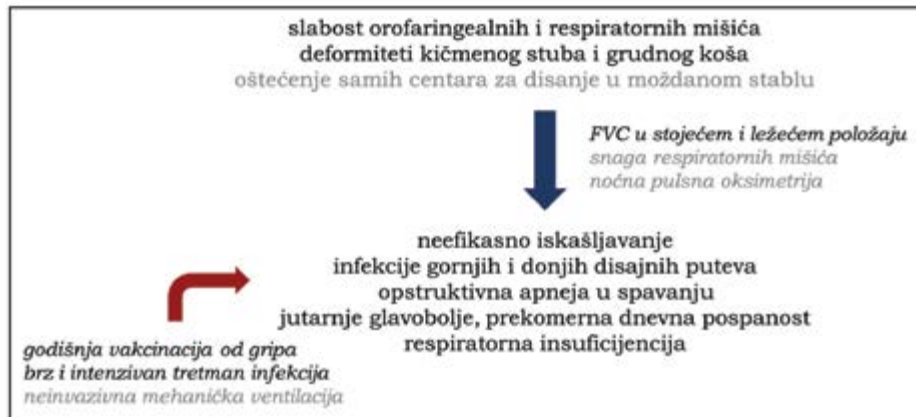 slabost orofaringealnih i respiratornih mišića
deformiteti kičmenog stuba i grudnog koša
oštećenje samih centara za disanje u moždanom stablu
FVC u stojećem i ležećem položaju
snaga respiratornih mišića
noćna pulsna oksimetrija
neefikasno iskašljavanje
infekcije gornjih i donjih disajnih puteva
opstruktivna apneja u spavanju
jutarnje glavobolje, prekomerna dnevna pospanost
respiratorna insuficijencija
godišnja vakcinacija od gripa
brz i intenzivan tretman infekcija
neinvazivna mehanička ventilacija